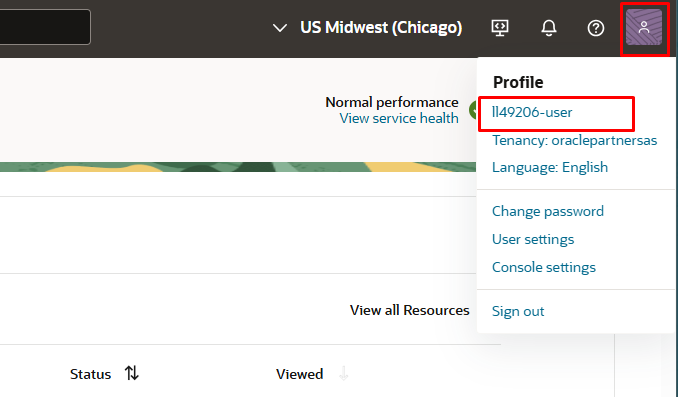 US Midwest (Chicago)
Profile
ll49206-user
Tenancy: oraclepartnersas
Language: English
Change password
User settings
Console settings
Sign out
Normal performance
View service health
View all Resources
Status
Viewed